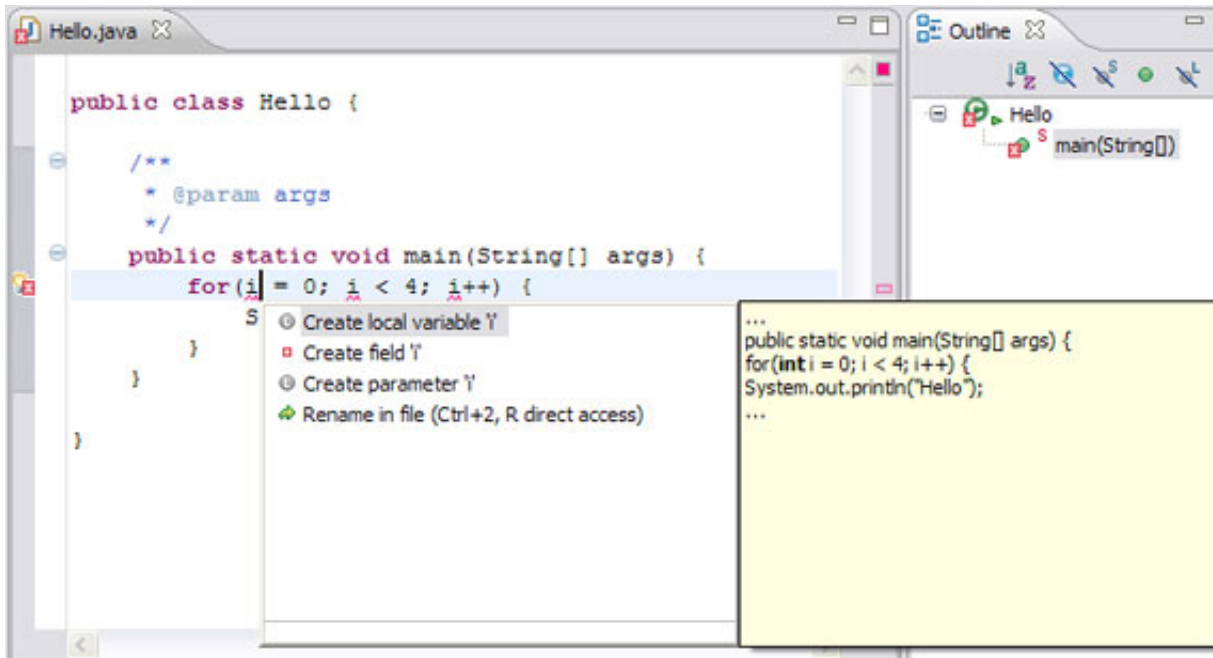 Hello.java
public class Hello {
/**
* @param args
*/
public static void main(String[] args) {
for(i = 0; i < 4; i++) {
S
}
}
}
Create local variable 'i'
Create field 'i'
Create parameter 'i'
Rename in file (Ctrl+2, R direct access)
...
public static void main(String[] args) {
for(int i = 0; i < 4; i++) {
System.out.println("Hello");
...
Outline
Hello
S main(String[])